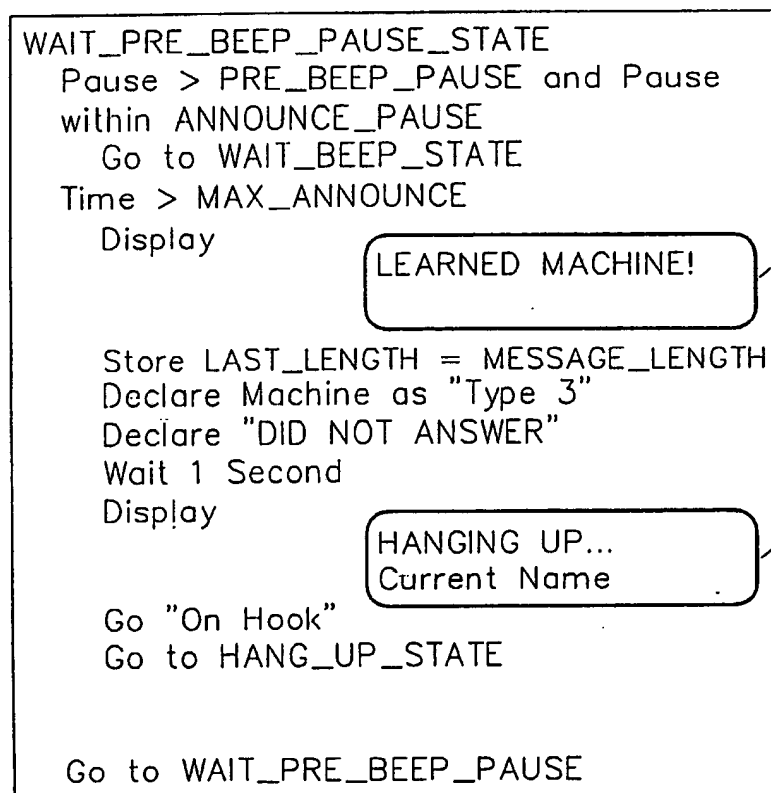 WAIT_PRE_BEEP_PAUSE_STATE
Pause > PRE_BEEP_PAUSE and Pause
within ANNOUNCE_PAUSE
Go to WAIT_BEEP_STATE
Time > MAX_ANNOUNCE
Display
LEARNED MACHINE!
Store LAST_LENGTH = MESSAGE_LENGTH
Declare Machine as "Type 3"
Declare "DID NOT ANSWER"
Wait 1 Second
Display
HANGING UP...
Current Name
Go "On Hook"
Go to HANG_UP_STATE
Go to WAIT_PRE_BEEP_PAUSE